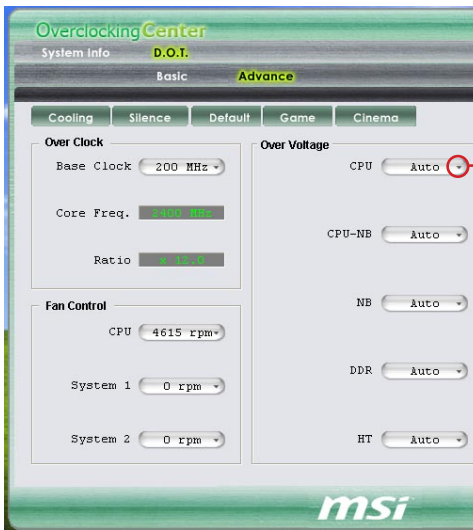 Overclocking Center
System Info D.O.T.
Basic Advance
Cooling Silence Default Game Cinema
Over Clock
Base Clock 200 MHz
Core Freq. 2400 MHz
Ratio x 12.0
Fan Control
CPU 4615 rpm
System 1 0 rpm
System 2 0 rpm
Over Voltage
CPU Auto
CPU-NB Auto
NB Auto
DDR Auto
HT Auto
msi